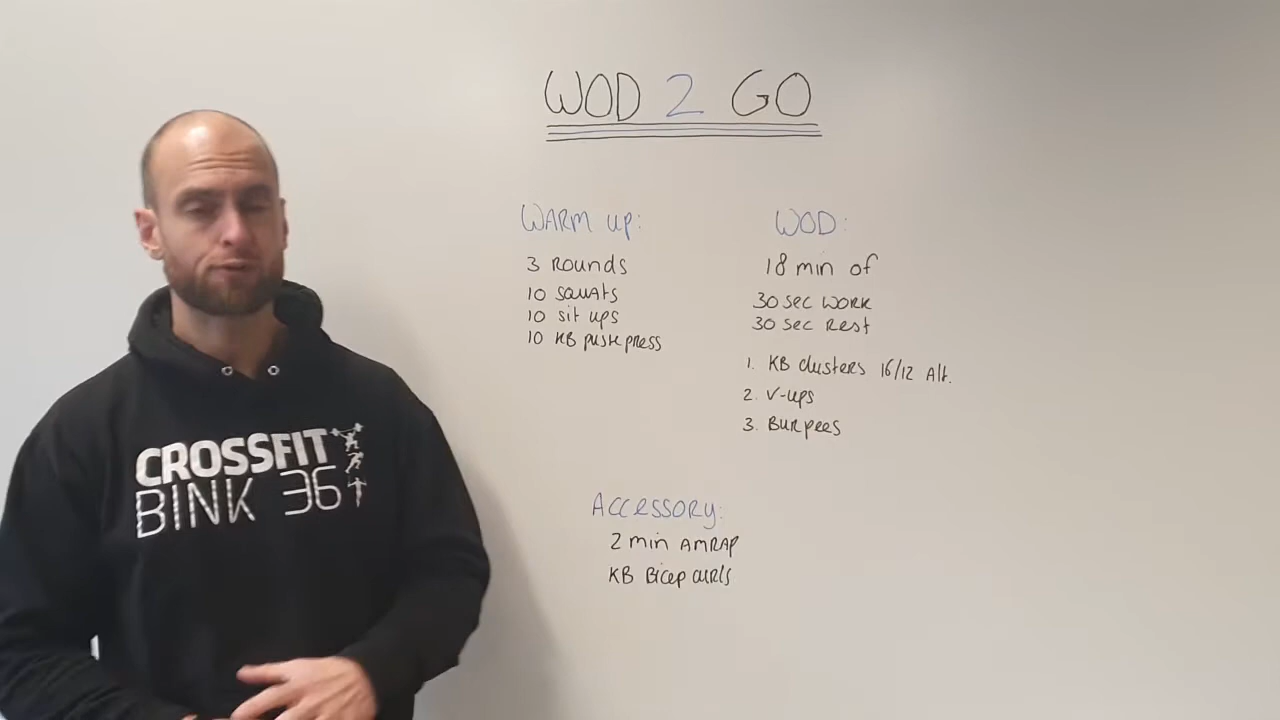 WOD 2 GO
WARM UP:
3 ROUNDS
10 SQUATS
10 SIT UPS
10 KB PUSH PRESS
WOD:
18 min of
30 SEC WORK
30 SEC REST
1. KB CLUSTERS 16/12 Alt.
2. V-UPS
3. BURPEES
ACCESSORY:
2 min AMRAP
KB Bicep curls
CROSSFIT
BINK 36